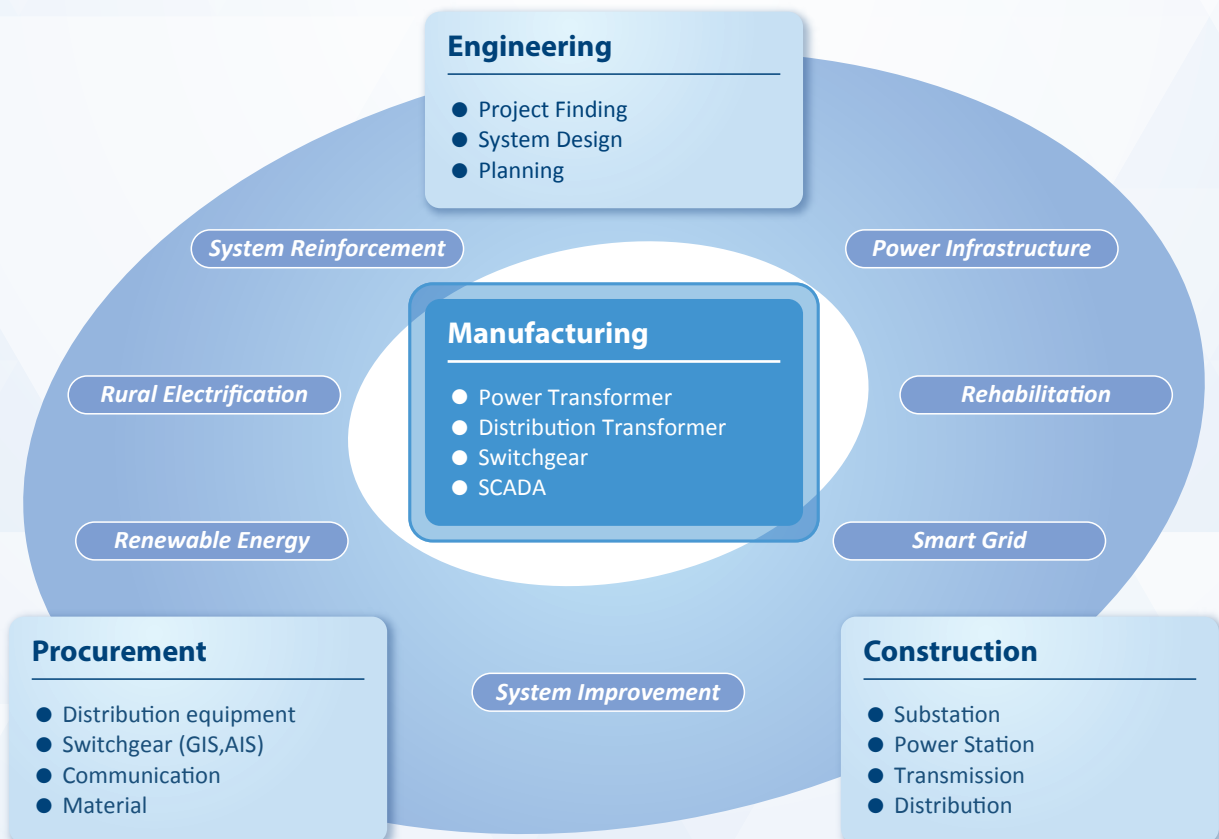 Engineering
● Project Finding
● System Design
● Planning
System Reinforcement
Power Infrastructure
Manufacturing
● Power Transformer
● Distribution Transformer
● Switchgear
● SCADA
Rural Electrification
Rehabilitation
Renewable Energy
Smart Grid
Procurement
● Distribution equipment
● Switchgear (GIS,AIS)
● Communication
● Material
System Improvement
Construction
● Substation
● Power Station
● Transmission
● Distribution